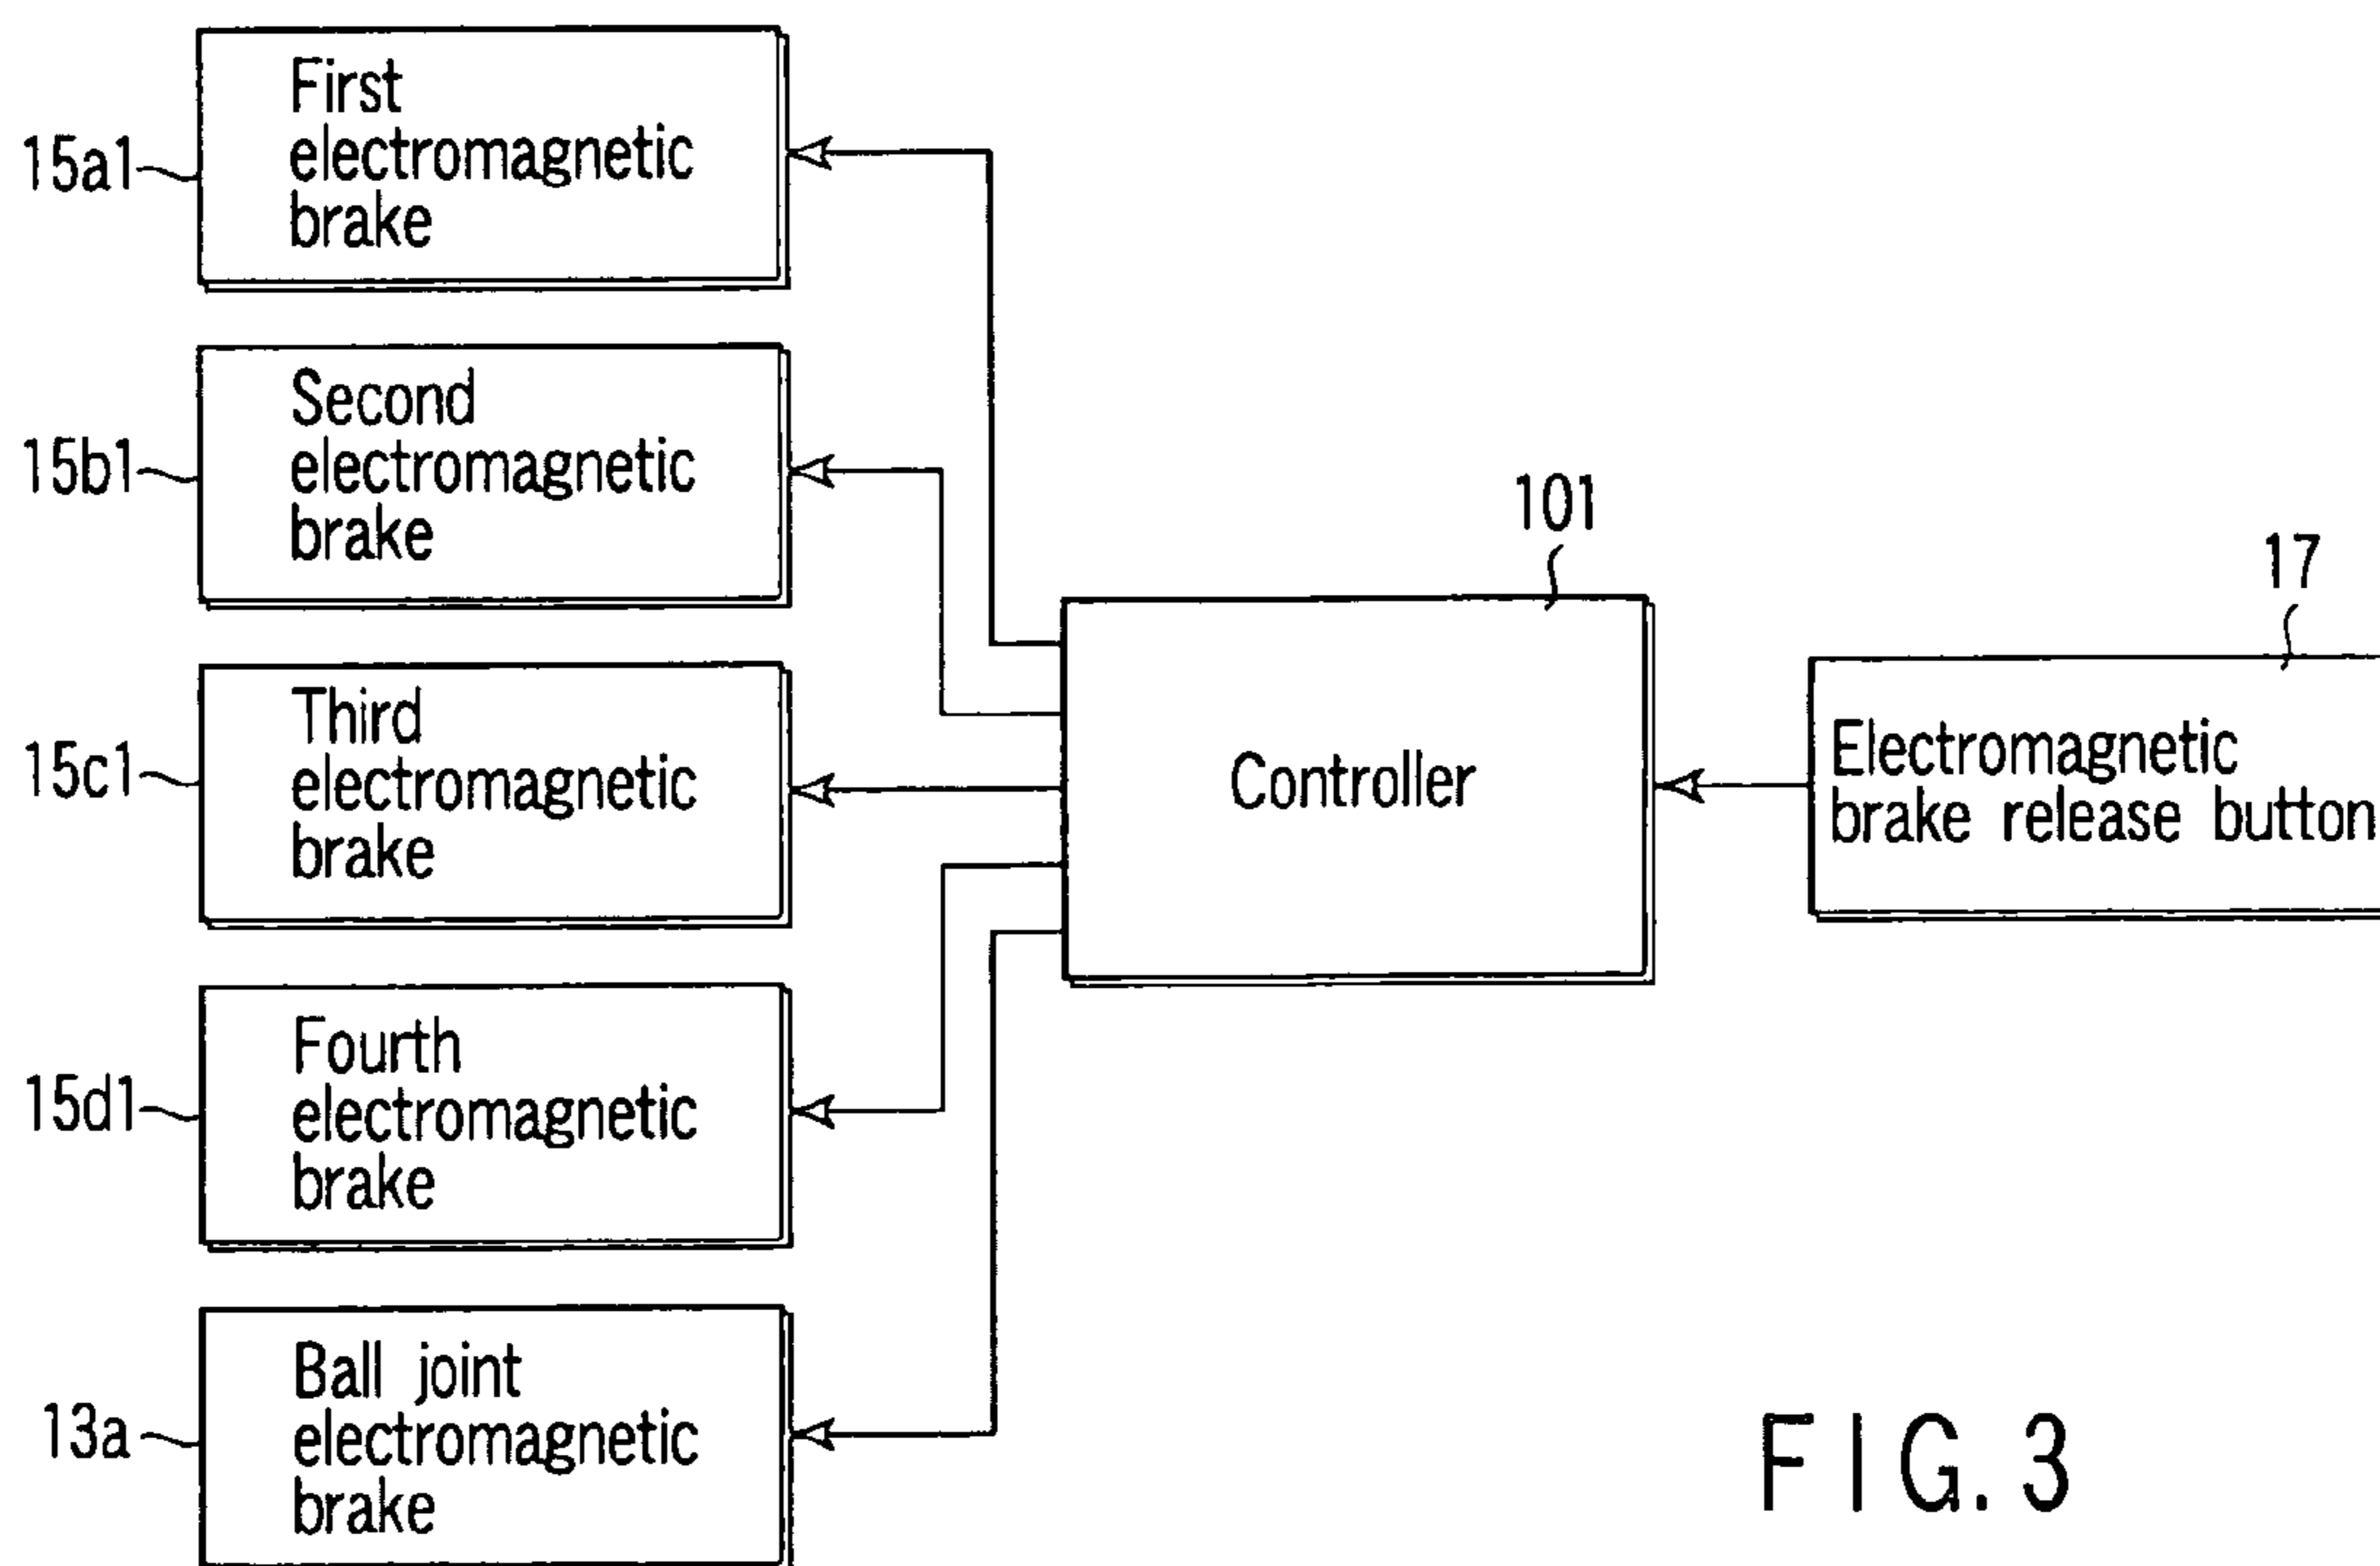 First
electromagnetic
brake
15a1
Second
electromagnetic
brake
15b1
Third
electromagnetic
brake
15c1
Fourth
electromagnetic
brake
15d1
Ball joint
electromagnetic
brake
13a
101
Controller
17
Electromagnetic
brake release button
FIG. 3